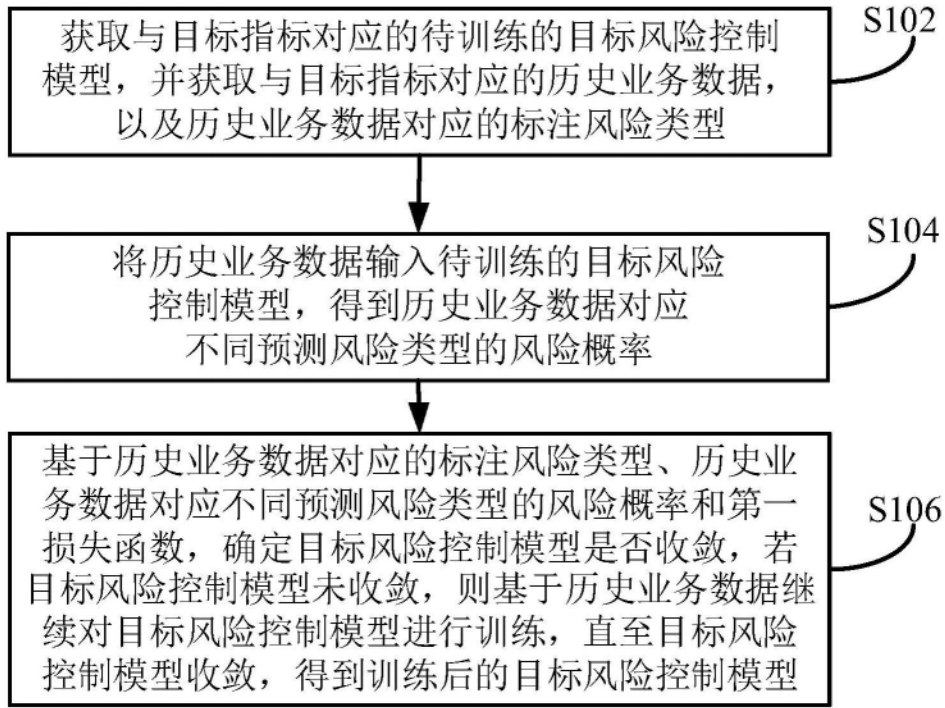 获取与目标指标对应的待训练的目标风险控制
模型，并获取与目标指标对应的历史业务数据，
以及历史业务数据对应的标注风险类型
S102
将历史业务数据输入待训练的目标风险
控制模型，得到历史业务数据对应
不同预测风险类型的风险概率
S104
基于历史业务数据对应的标注风险类型、历史业
务数据对应不同预测风险类型的风险概率和第一
损失函数，确定目标风险控制模型是否收敛，若
目标风险控制模型未收敛，则基于历史业务数据继
续对目标风险控制模型进行训练，直至目标风险
控制模型收敛，得到训练后的目标风险控制模型
S106